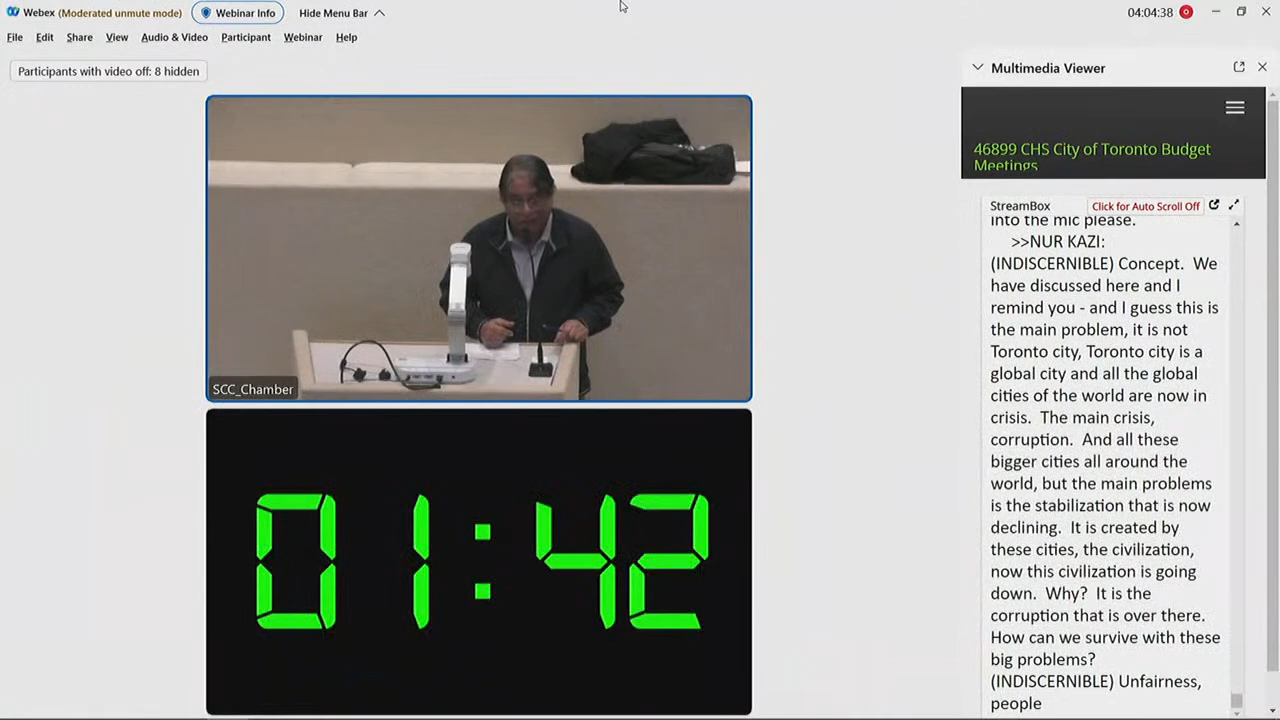 Webex (Moderated unmute mode) Webinar Info Hide Menu Bar 04:04:38
File Edit Share View Audio & Video Participant Webinar Help
Participants with video off: 8 hidden
Multimedia Viewer
46899 CHS City of Toronto Budget
Meetings
StreamBox Click for Auto Scroll Off
into the mic please.
>>NUR KAZI:
(INDISCERNIBLE) Concept. We
have discussed here and I
remind you - and I guess this is
the main problem, it is not
Toronto city, Toronto city is a
global city and all the global
cities of the world are now in
crisis. The main crisis,
corruption. And all these
bigger cities all around the
world, but the main problems
is the stabilization that is now
declining. It is created by
these cities, the civilization,
now this civilization is going
down. Why? It is the
corruption that is over there.
How can we survive with these
big problems?
(INDISCERNIBLE) Unfairness,
people
SCC_Chamber
01:42